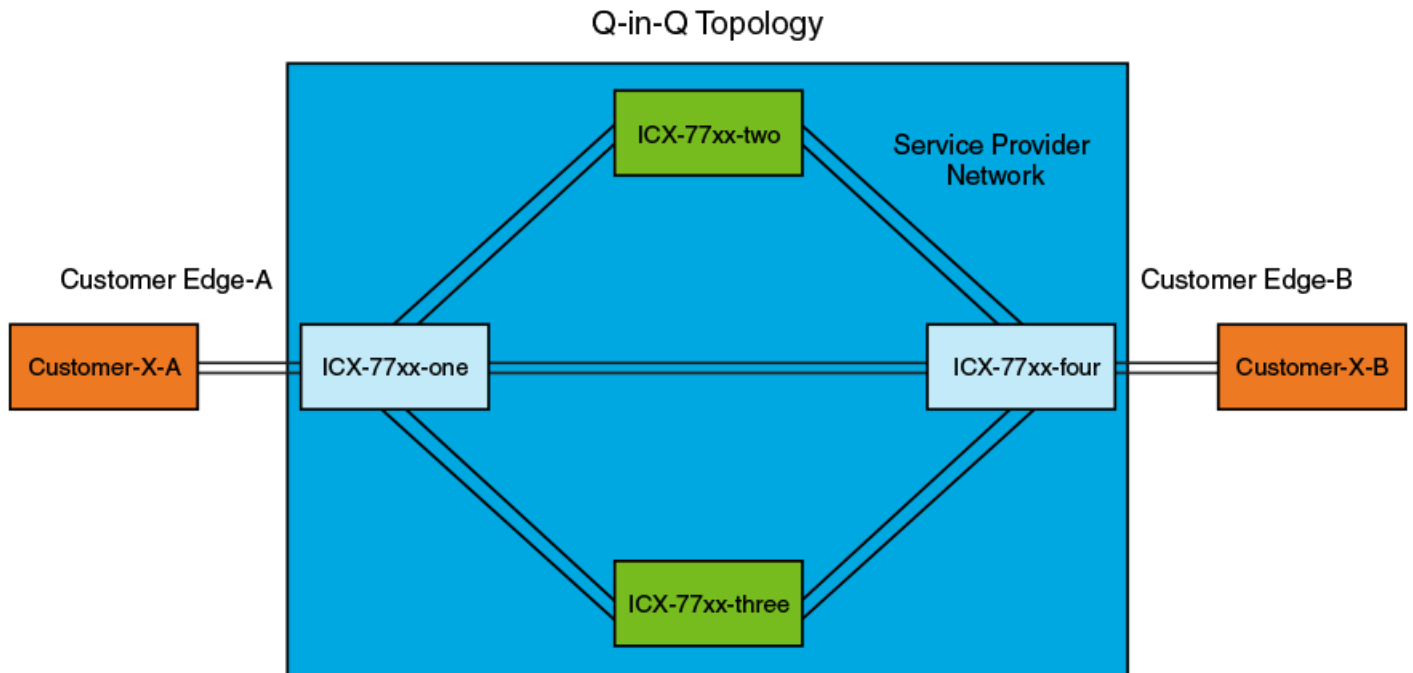 Q-in-Q Topology
ICX-77xx-two
Service Provider
Network
Customer Edge-A
Customer Edge-B
Customer-X-A
ICX-77xx-one
ICX-77xx-four
Customer-X-B
ICX-77xx-three